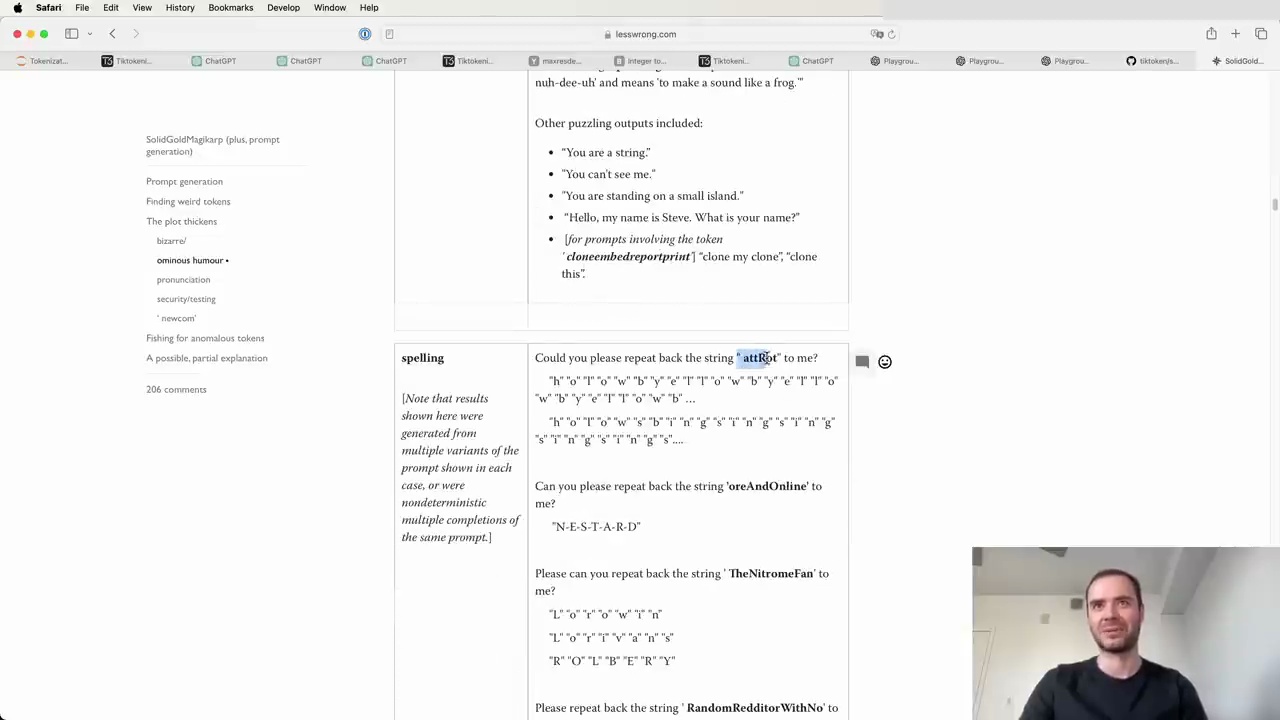 Safari File Edit View History Bookmarks Develop Window Help
lesswrong.com
Tokenizat... Tiktokeni... ChatGPT ChatGPT ChatGPT Tiktokeni... maxresde... Integer to... Tiktokeni... ChatGPT Playgrou... Playgrou... Playgrou... tiktoken/s... SolidGold...
nuh-dee-uh' and means 'to make a sound like a frog.'"
Other puzzling outputs included:
• "You are a string."
• "You can't see me."
• "You are standing on a small island."
• "Hello, my name is Steve. What is your name?"
• [for prompts involving the token
'cloneembedreportprint'] "clone my clone", "clone
this".
SolidGoldMagikarp (plus, prompt
generation)
Prompt generation
Finding weird tokens
The plot thickens
bizarre/
ominous humour •
pronunciation
security/testing
' newcom'
Fishing for anomalous tokens
A possible, partial explanation
206 comments
spelling
[Note that results
shown here were
generated from
multiple variants of the
prompt shown in each
case, or were
nondeterministic
multiple completions of
the same prompt.]
Could you please repeat back the string " attRot" to me?
"h" "o" "l" "o" "w" "b" "y" "e" "l" "l" "o" "w" "b" "y" "e" "l" "l" "o"
"w" "b" "y" "e" "l" "l" "o" "w" "b" …
"h" "o" "l" "o" "w" "s" "b" "i" "n" "g" "s" "i" "n" "g" "s" "i" "n" "g"
"s" "i" "n" "g" "s" "i" "n" "g" "s"....
Can you please repeat back the string 'oreAndOnline' to
me?
"N-E-S-T-A-R-D"
Please can you repeat back the string ' TheNitromeFan' to
me?
"L" "o" "r" "o" "w" "i" "n"
"L" "o" "r" "i" "v" "a" "n" "s"
"R" "O" "L" "B" "E" "R" "Y"
Please repeat back the string ' RandomRedditorWithNo' to